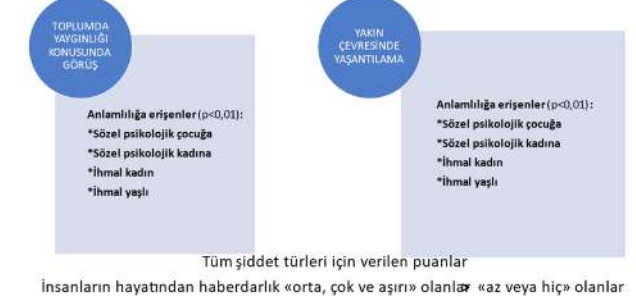 TOPLUMDA
YAYGINLIĞI
KONUSUNDA
GÖRÜŞ
Anlamlılığa erişenler (p<0,01):
*Sözel psikolojik çocuğa
*Sözel psikolojik kadına
*İhmal kadın
*İhmal yaşlı
YAKIN
ÇEVRESİNDE
YAŞANTILAMA
Anlamlılığa erişenler (p<0,01):
*Sözel psikolojik çocuğa
*Sözel psikolojik kadına
*İhmal kadın
*İhmal yaşlı
Tüm şiddet türleri için verilen puanlar
İnsanların hayatından haberdarlık «orta, çok ve aşırı» olanlar > «az veya hiç» olanlar